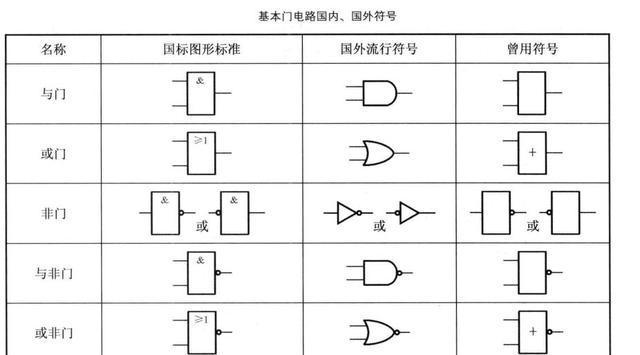 基本门电路国内、国外符号
名称 国标图形标准 国外流行符号 曾用符号
与门 &
或门 ≥1 +
非门 & 或 & 或 或
与非门 &
或非门 ≥1 +